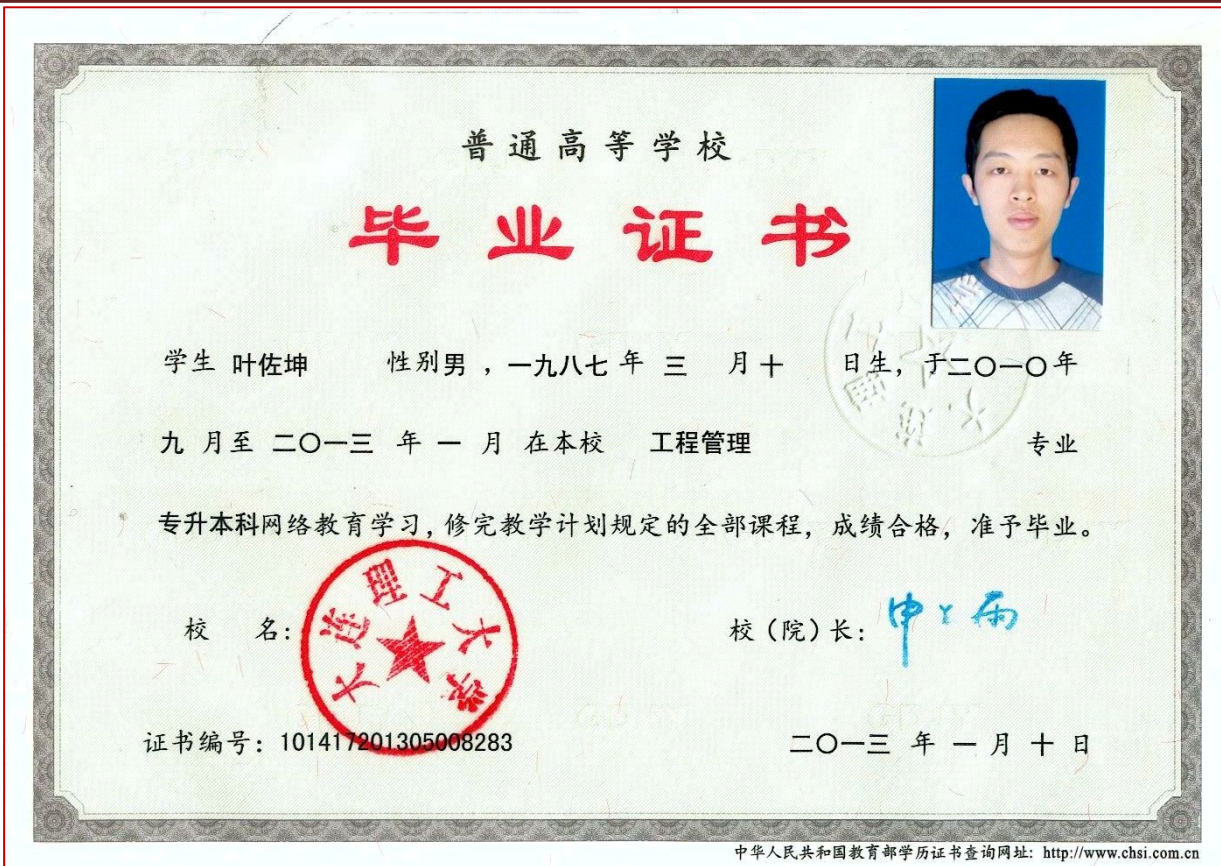 普通高等学校
毕业证书
学生 叶佐坤 性别男，一九八七年 三 月十 日生，于二〇一〇年
九 月至 二〇一三 年 一 月 在本校 工程管理 专业
专升本科网络教育学习，修完教学计划规定的全部课程，成绩合格，准予毕业。
校 名：
大连理工大学
校（院）长：
证书编号：101417201305008283
二〇一三 年 一 月 十 日
中华人民共和国教育部学历证书查询网址：http://www.chsi.com.cn